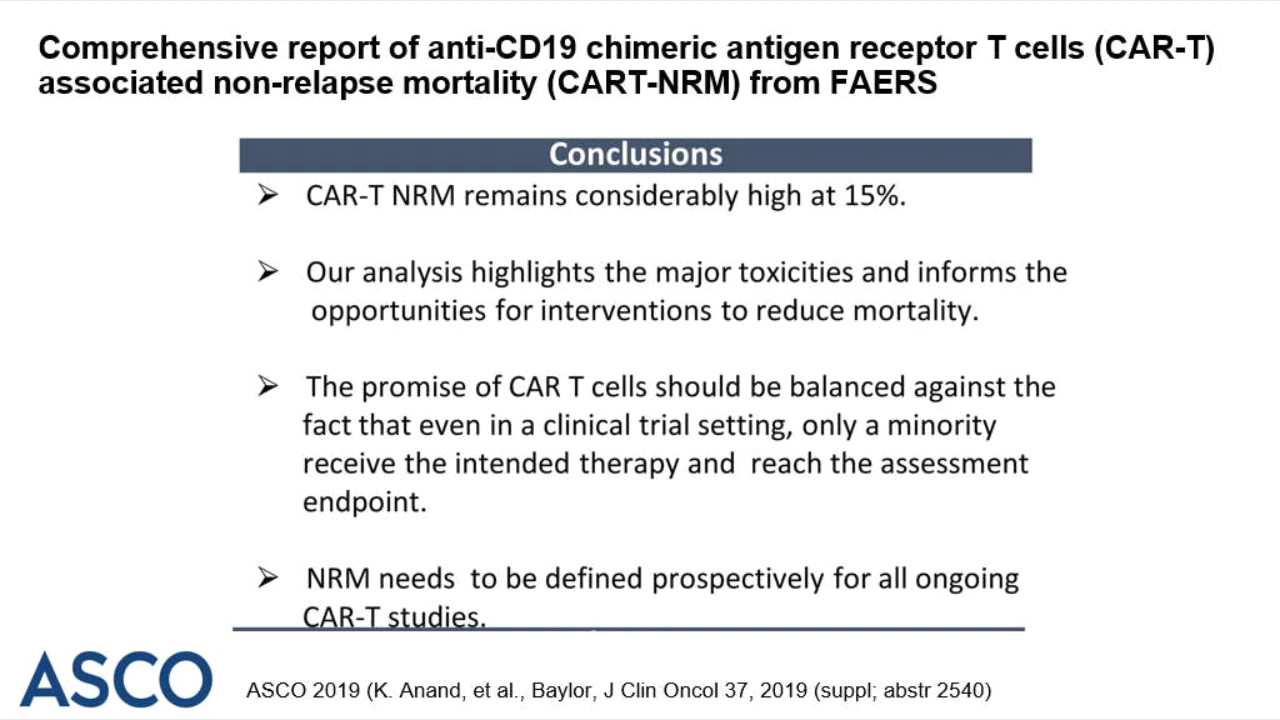 Comprehensive report of anti-CD19 chimeric antigen receptor T cells (CAR-T)
associated non-relapse mortality (CART-NRM) from FAERS
Conclusions
➢ CAR-T NRM remains considerably high at 15%.
➢ Our analysis highlights the major toxicities and informs the
opportunities for interventions to reduce mortality.
➢ The promise of CAR T cells should be balanced against the
fact that even in a clinical trial setting, only a minority
receive the intended therapy and reach the assessment
endpoint.
➢ NRM needs to be defined prospectively for all ongoing
CAR-T studies.
ASCO
ASCO 2019 (K. Anand, et al., Baylor, J Clin Oncol 37, 2019 (suppl; abstr 2540)